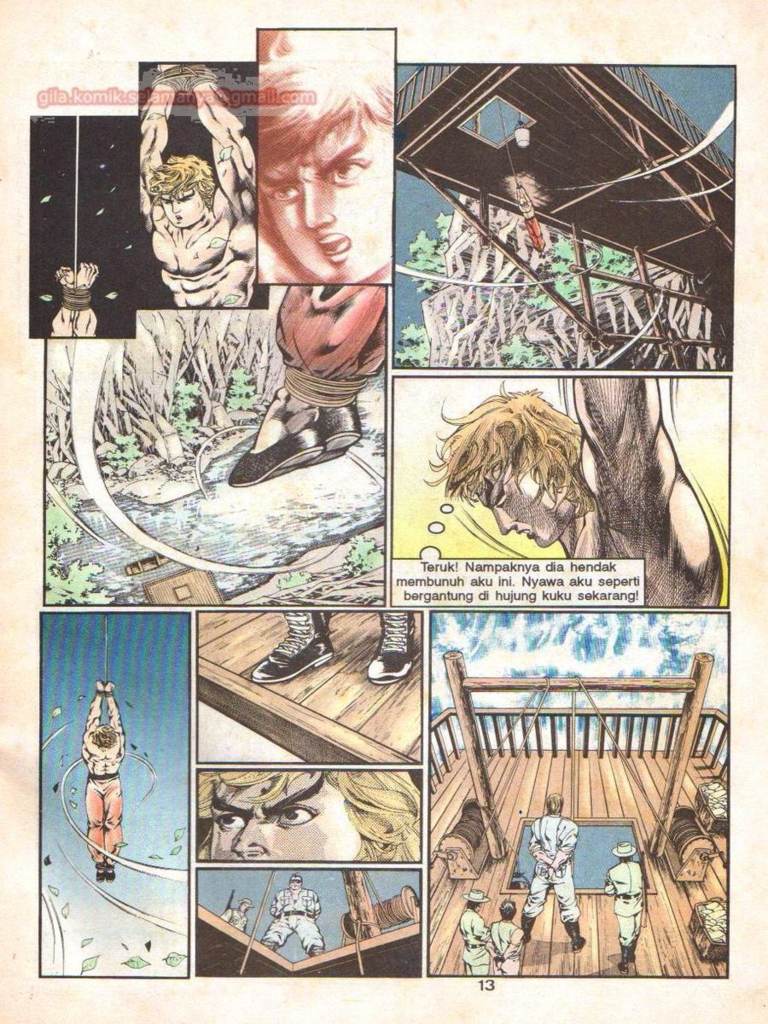 gila.komik.selamanya@gmail.com
Teruk! Nampaknya dia hendak
membunuh aku ini. Nyawa aku seperti
bergantung di hujung kuku sekarang!
13